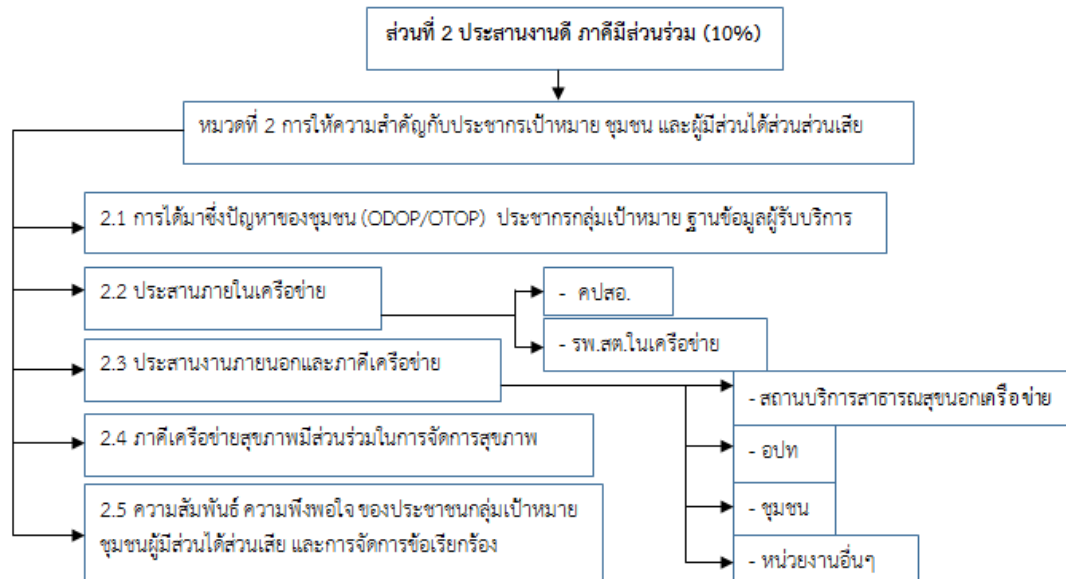 ส่วนที่ 2 ประสานงานดี ภาคีมีส่วนร่วม (10%)
หมวดที่ 2 การให้ความสำคัญกับประชากรเป้าหมาย ชุมชน และผู้มีส่วนได้ส่วนส่วนเสีย
2.1 การได้มาซึ่งปัญหาของชุมชน (ODOP/OTOP) ประชากรกลุ่มเป้าหมาย ฐานข้อมูลผู้รับบริการ
2.2 ประสานภายในเครือข่าย
- คปสอ.
- รพ.สต.ในเครือข่าย
2.3 ประสานงานภายนอกและภาคีเครือข่าย
- สถานบริการสาธารณสุขนอกเครือข่าย
- อปท
- ชุมชน
- หน่วยงานอื่นๆ
2.4 ภาคีเครือข่ายสุขภาพมีส่วนร่วมในการจัดการสุขภาพ
2.5 ความสัมพันธ์ ความพึงพอใจ ของประชาชนกลุ่มเป้าหมาย
ชุมชนผู้มีส่วนได้ส่วนเสีย และการจัดการข้อเรียกร้อง